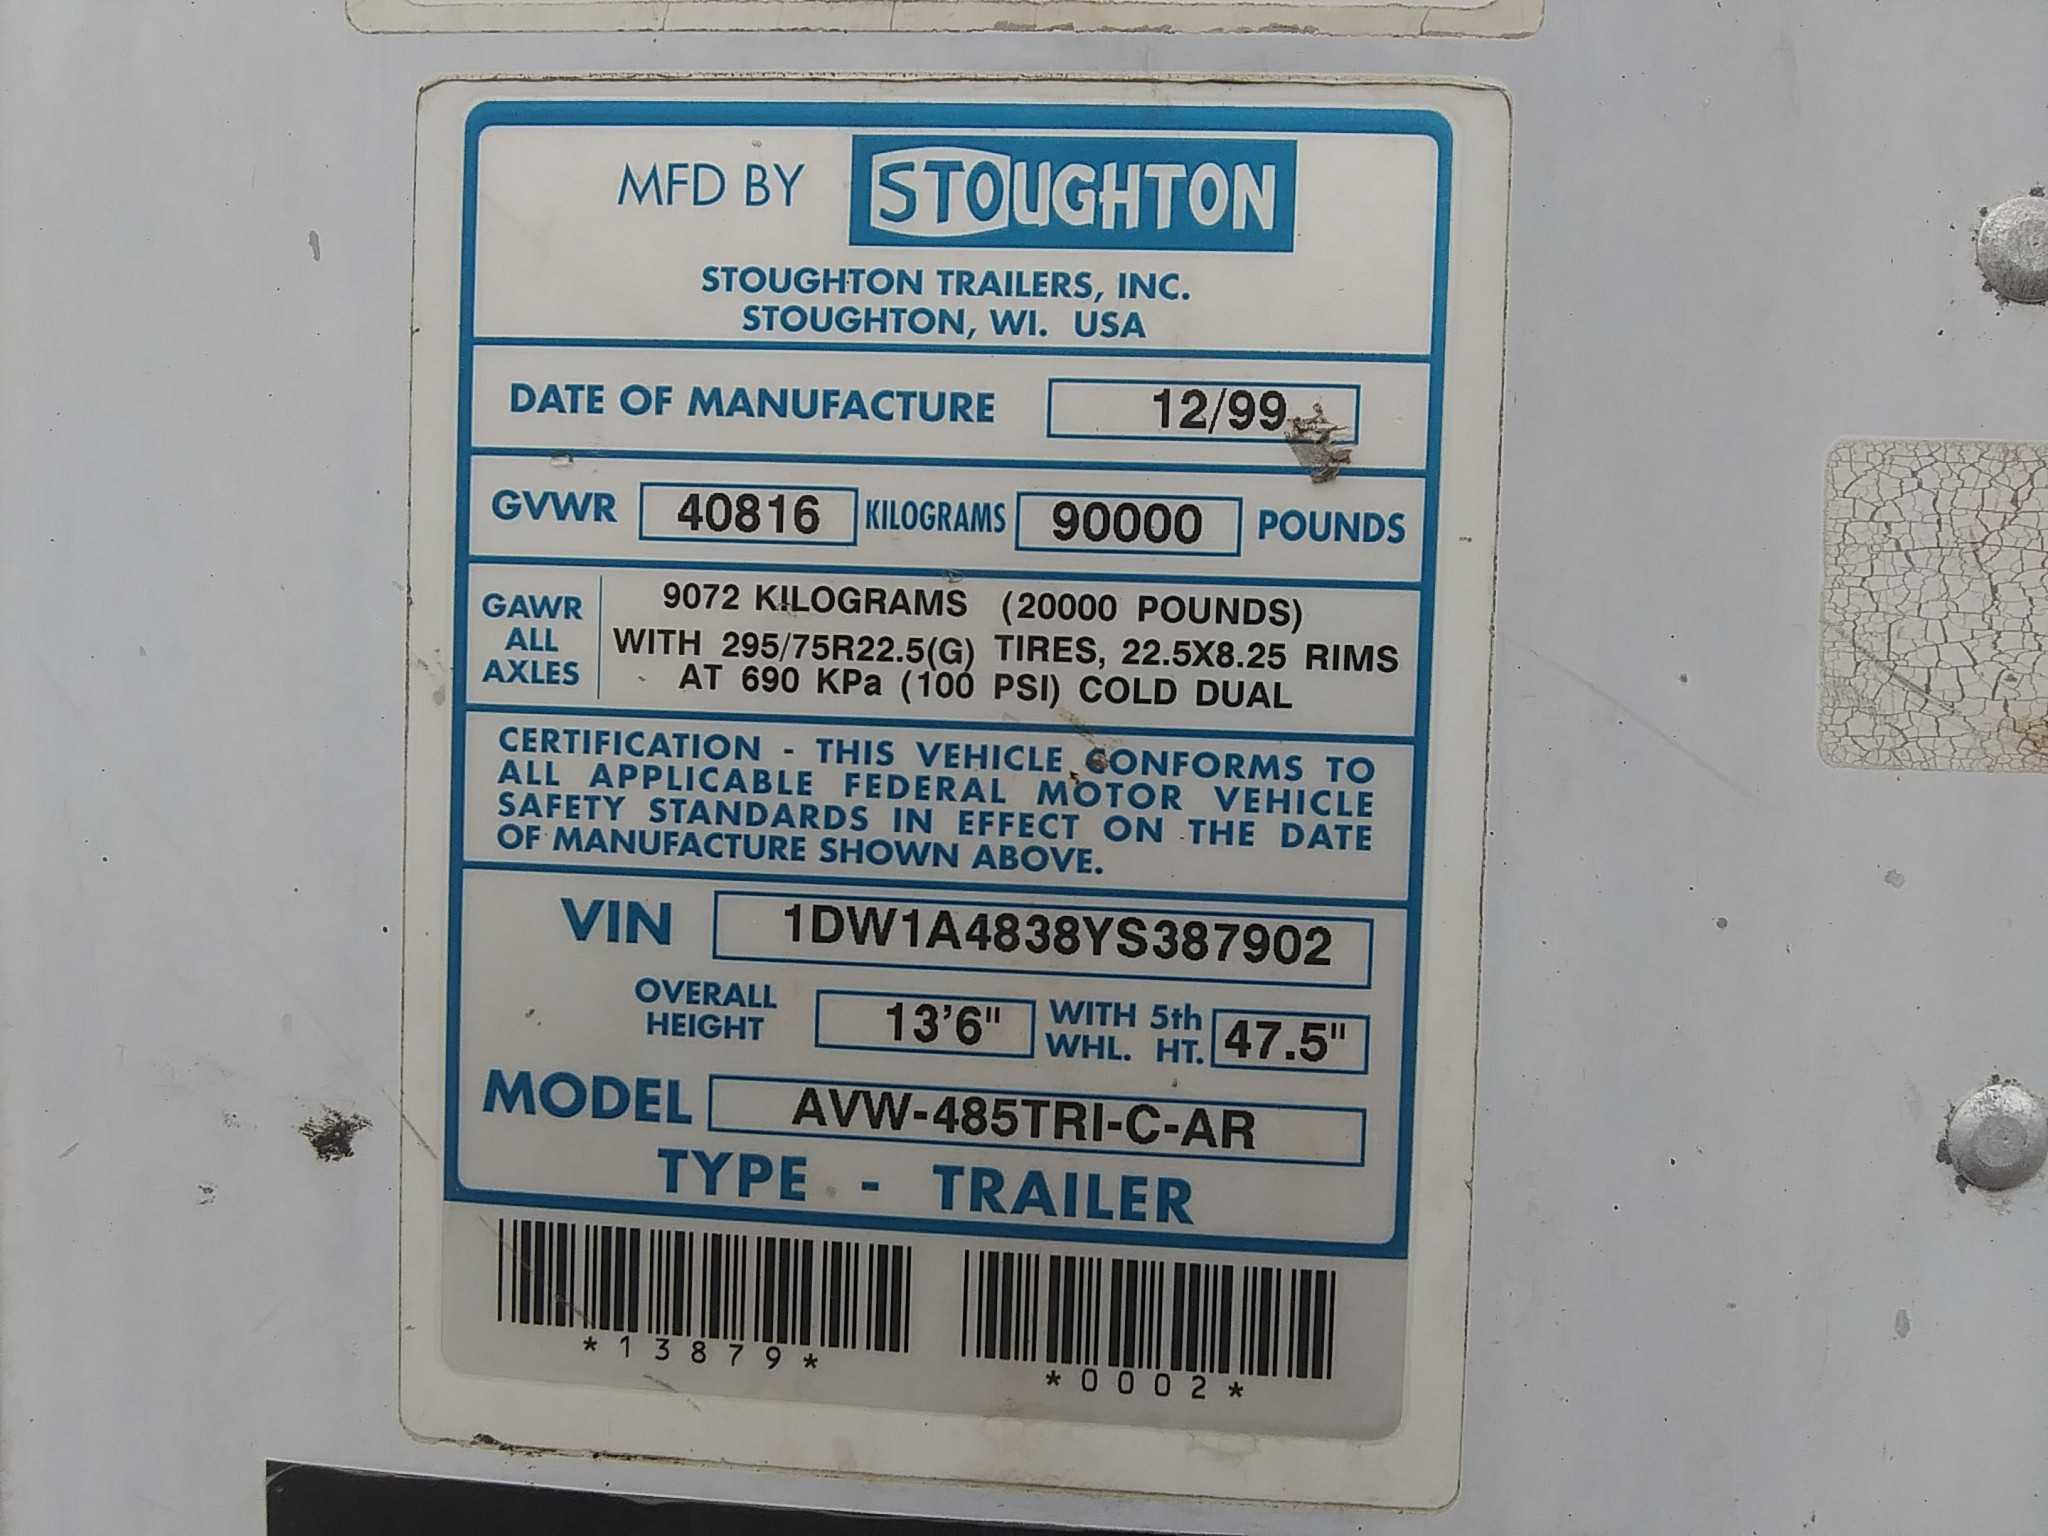 MFD BY STOUGHTON
STOUGHTON TRAILERS, INC.
STOUGHTON, WI. USA
DATE OF MANUFACTURE 12/99
GVWR 40816 KILOGRAMS 90000 POUNDS
GAWR ALL AXLES
9072 KILOGRAMS (20000 POUNDS)
WITH 295/75R22.5(G) TIRES, 22.5X8.25 RIMS
AT 690 KPa (100 PSI) COLD DUAL
CERTIFICATION - THIS VEHICLE CONFORMS TO
ALL APPLICABLE FEDERAL MOTOR VEHICLE
SAFETY STANDARDS IN EFFECT ON THE DATE
OF MANUFACTURE SHOWN ABOVE.
VIN 1DW1A4838YS387902
OVERALL HEIGHT 13'6" WITH 5th WHL. HT. 47.5"
MODEL AVW-485TRI-C-AR
TYPE - TRAILER
*13879* *0002*